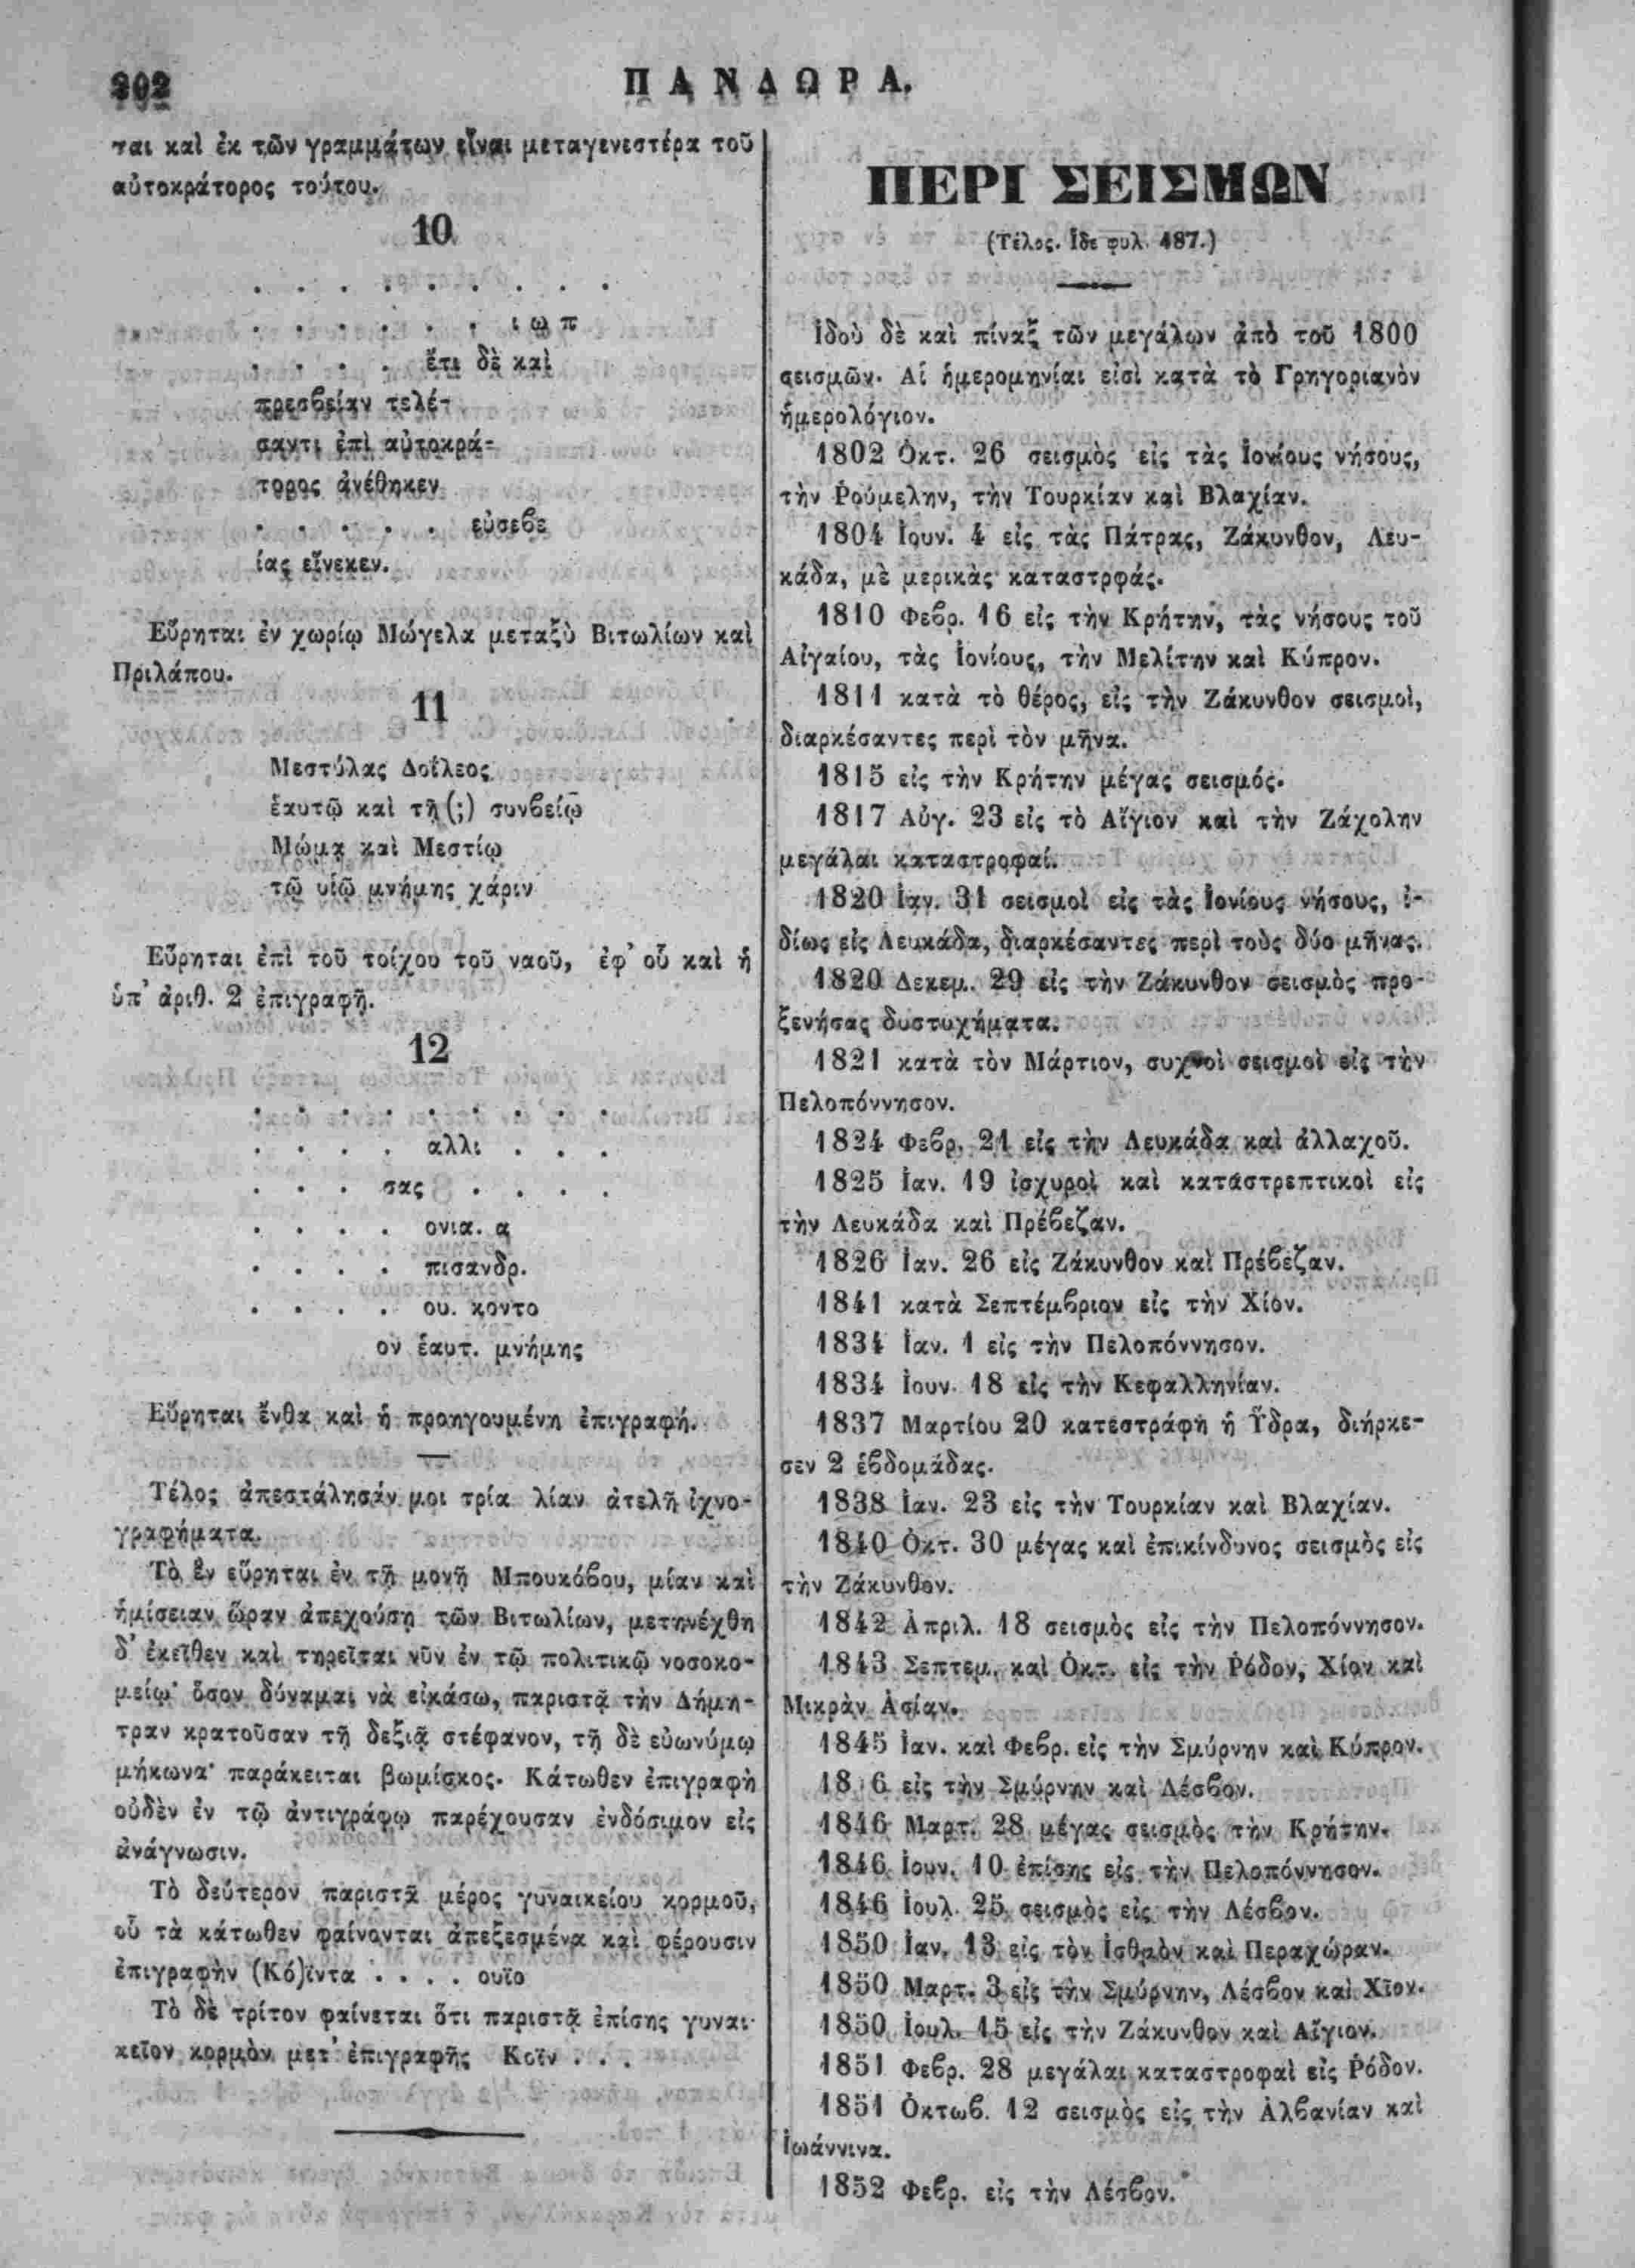 202
ΠΑΝΔΩΡΑ.
ται καὶ ἐκ τῶν γραμμάτων εἶναι μεταγενεστέρα τοῦ
αὐτοκράτορος τούτου.
10
. . . . . . . . .
. . . . . . ιωπ
. . . . ἔτι δὲ καὶ
πρεσβείαν τελέ-
σαντι ἐπὶ αὐτοκρά-
τορος ἀνέθηκεν
. . . . . εὐσεβε
ίας εἵνεκεν.
Εὕρηται ἐν χωρίῳ Μώγελα μεταξὺ Βιτωλίων καὶ
Πριλάπου.
11
Μεστύλας Δοίλεος
ἑαυτῷ καὶ τῇ(;) συνβείῳ
Μώμᾳ καὶ Μεστίῳ
τῷ υἱῷ μνήμης χάριν
Εὕρηται ἐπὶ τοῦ τοίχου τοῦ ναοῦ, ἐφ’ οὗ καὶ ἡ
ὑπ’ ἀριθ. 2 ἐπιγραφή.
12
. . . . . . . . .
. . . . αλλι . . .
. . . σας . . . .
. . . . ονια. α
. . . . πισανδρ.
. . . . ου. κοντο
ον ἑαυτ. μνήμης
Εὕρηται ἔνθα καὶ ἡ προηγουμένη ἐπιγραφή.
Τέλος ἀπεστάλησάν μοι τρία λίαν ἀτελῆ ἰχνο-
γραφήματα.
Τὸ ἓν εὕρηται ἐν τῇ μονῇ Μπουκόβου, μίαν καὶ
ἡμίσειαν ὥραν ἀπεχούσῃ τῶν Βιτωλίων, μετηνέχθη
δ’ ἐκεῖθεν καὶ τηρεῖται νῦν ἐν τῷ πολιτικῷ νοσοκο-
μείῳ· ὅσον δύναμαι νὰ εἰκάσω, παριστᾷ τὴν Δήμη-
τραν κρατοῦσαν τῇ δεξιᾷ στέφανον, τῇ δὲ εὐωνύμῳ
μήκωνα· παράκειται βωμίσκος. Κάτωθεν ἐπιγραφὴ
οὐδὲν ἐν τῷ ἀντιγράφῳ παρέχουσαν ἐνδόσιμον εἰς
ἀνάγνωσιν.
Τὸ δεύτερον παριστᾷ μέρος γυναικείου κορμοῦ,
οὗ τὰ κάτωθεν φαίνονται ἀπεξεσμένα καὶ φέρουσιν
ἐπιγραφὴν (Κό)ϊντα . . . . ουϊο
Τὸ δὲ τρίτον φαίνεται ὅτι παριστᾷ ἐπίσης γυναι-
κεῖον κορμὸν μετ’ ἐπιγραφῆς Κοϊν . . .
ΠΕΡΙ ΣΕΙΣΜΩΝ
(Τέλος. Ἰδε φυλ. 487.)
Ἰδοὺ δὲ καὶ πίναξ τῶν μεγάλων ἀπὸ τοῦ 1800
σεισμῶν. Αἱ ἡμερομηνίαι εἰσὶ κατὰ τὸ Γρηγοριανὸν
ἡμερολόγιον.
1802 Ὀκτ. 26 σεισμὸς εἰς τὰς Ἰονίους νήσους,
τὴν Ῥούμελην, τὴν Τουρκίαν καὶ Βλαχίαν.
1804 Ἰουν. 4 εἰς τὰς Πάτρας, Ζάκυνθον, Λευ-
κάδα, μὲ μερικὰς καταστρφάς.
1810 Φεβρ. 16 εἰς τὴν Κρήτην, τὰς νήσους τοῦ
Αἰγαίου, τὰς Ἰονίους, τὴν Μελίτην καὶ Κύπρον.
1811 κατὰ τὸ θέρος, εἰς τὴν Ζάκυνθον σεισμοὶ,
διαρκέσαντες περὶ τὸν μῆνα.
1815 εἰς τὴν Κρήτην μέγας σεισμός.
1817 Αὐγ. 23 εἰς τὸ Αἴγιον καὶ τὴν Ζάχολην
μεγάλαι καταστροφαί.
1820 Ἰαν. 31 σεισμοὶ εἰς τὰς Ἰονίους νήσους, ἰ-
δίως εἰς Λευκάδα, διαρκέσαντες περὶ τοὺς δύο μῆνας.
1820 Δεκεμ. 29 εἰς τὴν Ζάκυνθον σεισμὸς προ-
ξενήσας δυστυχήματα.
1821 κατὰ τὸν Μάρτιον, συχνοὶ σεισμοὶ εἰς τὴν
Πελοπόννησον.
1824 Φεβρ. 21 εἰς τὴν Λευκάδα καὶ ἀλλαχοῦ.
1825 Ἰαν. 19 ἰσχυροὶ καὶ καταστρεπτικοὶ εἰς
τὴν Λευκάδα καὶ Πρέβεζαν.
1826 Ἰαν. 26 εἰς Ζάκυνθον καὶ Πρέβεζαν.
1841 κατὰ Σεπτέμβριον εἰς τὴν Χίον.
1834 Ἰαν. 1 εἰς τὴν Πελοπόννησον.
1834 Ἰουν. 18 εἰς τὴν Κεφαλληνίαν.
1837 Μαρτίου 20 κατεστράφη ἡ Ὕδρα, διήρκε-
σεν 2 ἑβδομάδας.
1838 Ἰαν. 23 εἰς τὴν Τουρκίαν καὶ Βλαχίαν.
1840 Ὀκτ. 30 μέγας καὶ ἐπικίνδυνος σεισμὸς εἰς
τὴν Ζάκυνθον.
1842 Ἀπριλ. 18 σεισμὸς εἰς τὴν Πελοπόννησον.
1843 Σεπτεμ. καὶ Ὀκτ. εἰς τὴν Ῥόδον, Χίον καὶ
Μικρὰν Ἀσίαν.
1845 Ἰαν. καὶ Φεβρ. εἰς τὴν Σμύρνην καὶ Κύπρον.
18 6 εἰς τὴν Σμύρνην καὶ Λέσβον.
1846 Μαρτ. 28 μέγας σεισμὸς τὴν Κρήτην.
1846 Ἰουν. 10 ἐπίσης εἰς τὴν Πελοπόννησον.
1846 Ἰουλ. 25 σεισμὸς εἰς τὴν Λέσβον.
1850 Ἰαν. 13 εἰς τὸν Ἰσθμὸν καὶ Περαχώραν.
1850 Μαρτ. 3 εἰς τὴν Σμύρνην, Λέσβον καὶ Χῖον.
1850 Ἰουλ. 15 εἰς τὴν Ζάκυνθον καὶ Αἴγιον.
1851 Φεβρ. 28 μεγάλαι καταστροφαὶ εἰς Ῥόδον.
1851 Ὀκτωβ. 12 σεισμὸς εἰς τὴν Ἀλβανίαν καὶ
Ἰωάννινα.
1852 Φεβρ. εἰς τὴν Λέσβον.